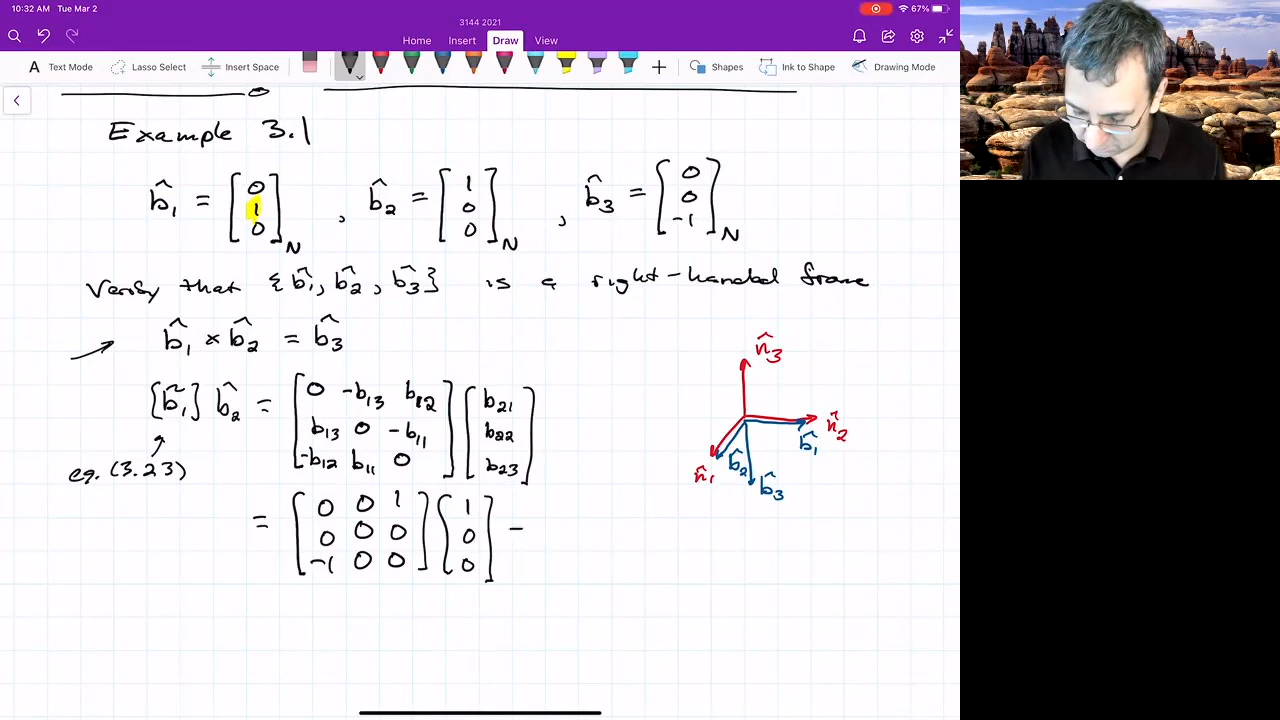 10:32 AM Tue Mar 2
67%
3144 2021
Home Insert Draw View
Text Mode Lasso Select Insert Space Shapes Ink to Shape Drawing Mode
Example 3.1
b̂₁ = [0 1 0]_N , b̂₂ = [1 0 0]_N , b̂₃ = [0 0 -1]_N
Verify that {b̂₁, b̂₂, b̂₃} is a right-handed frame
b̂₁ × b̂₂ = b̂₃
[b̃₁] b̂₂ = [0 -b₁₃ b₁₂; b₁₃ 0 -b₁₁; -b₁₂ b₁₁ 0] [b₂₁ b₂₂ b₂₃]
eq. (3.23)
= [0 0 1; 0 0 0; -1 0 0] [1 0 0] -
n̂₃
n̂₂
b̂₁
n̂₁ b̂₂
b̂₃